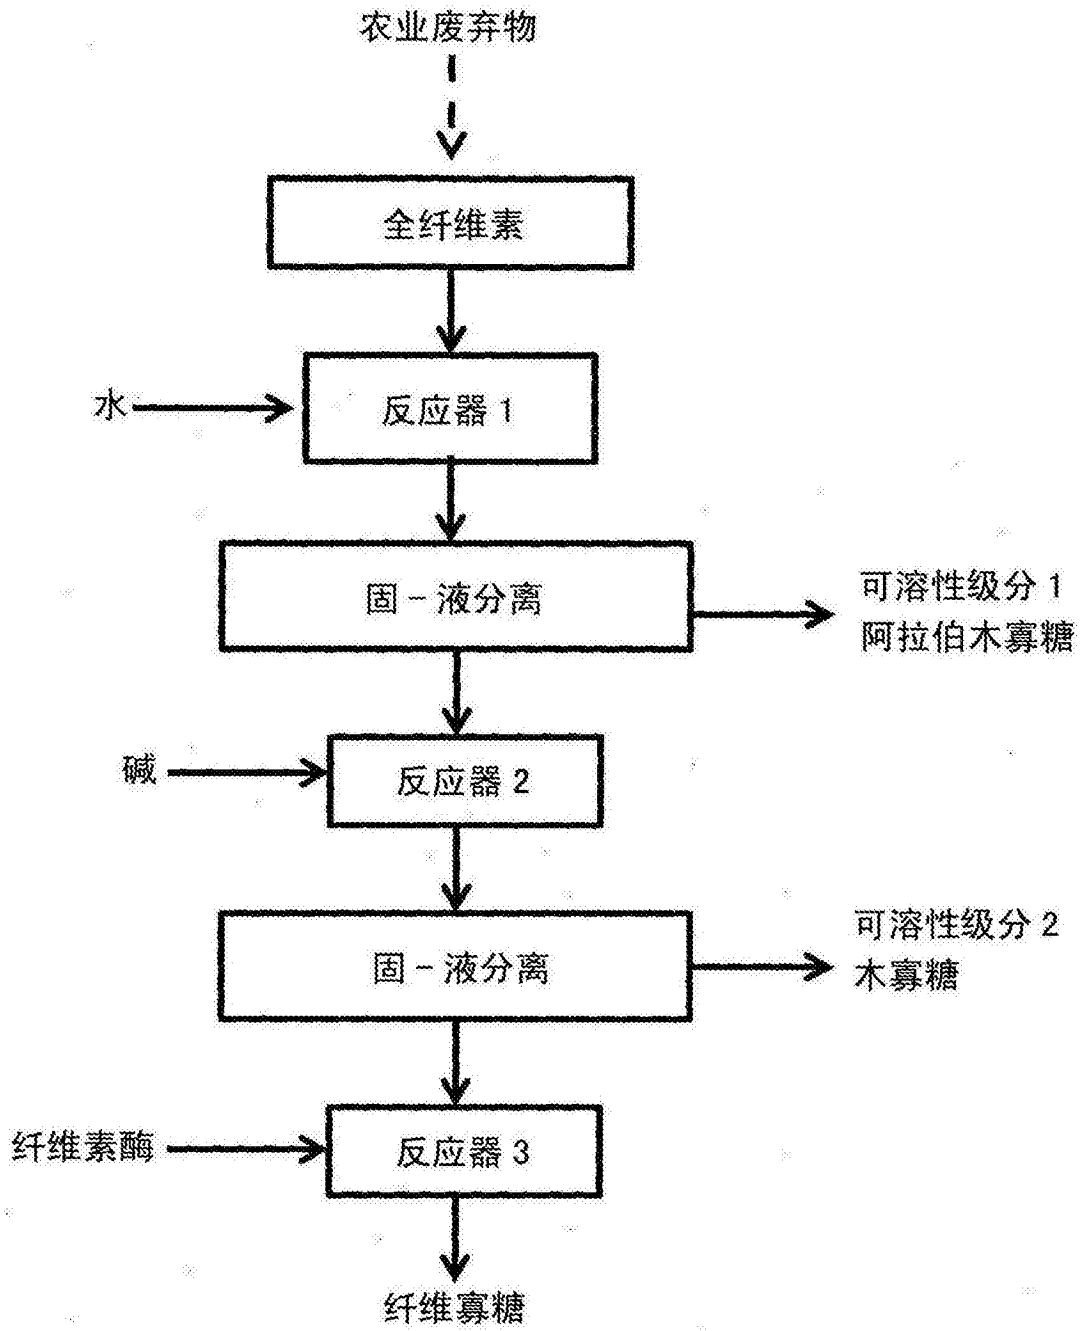 农业废弃物
全纤维素
水
反应器 1
固-液分离
可溶性级分 1
阿拉伯木寡糖
碱
反应器 2
固-液分离
可溶性级分 2
木寡糖
纤维素酶
反应器 3
纤维寡糖